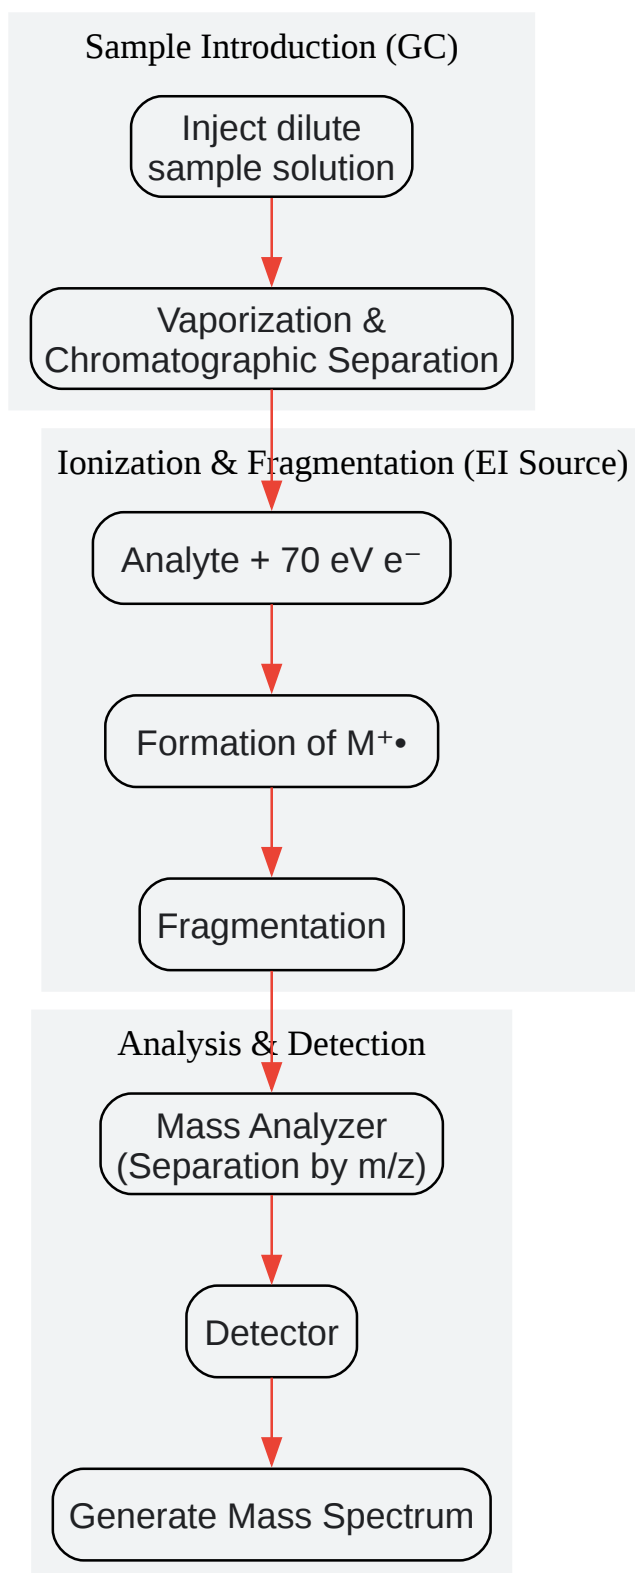 Sample Introduction (GC)
Inject dilute
sample solution
Vaporization &
Chromatographic Separation
Ionization & Fragmentation (EI Source)
Analyte + 70 eV e⁻
Formation of M⁺•
Fragmentation
Analysis & Detection
Mass Analyzer
(Separation by m/z)
Detector
Generate Mass Spectrum